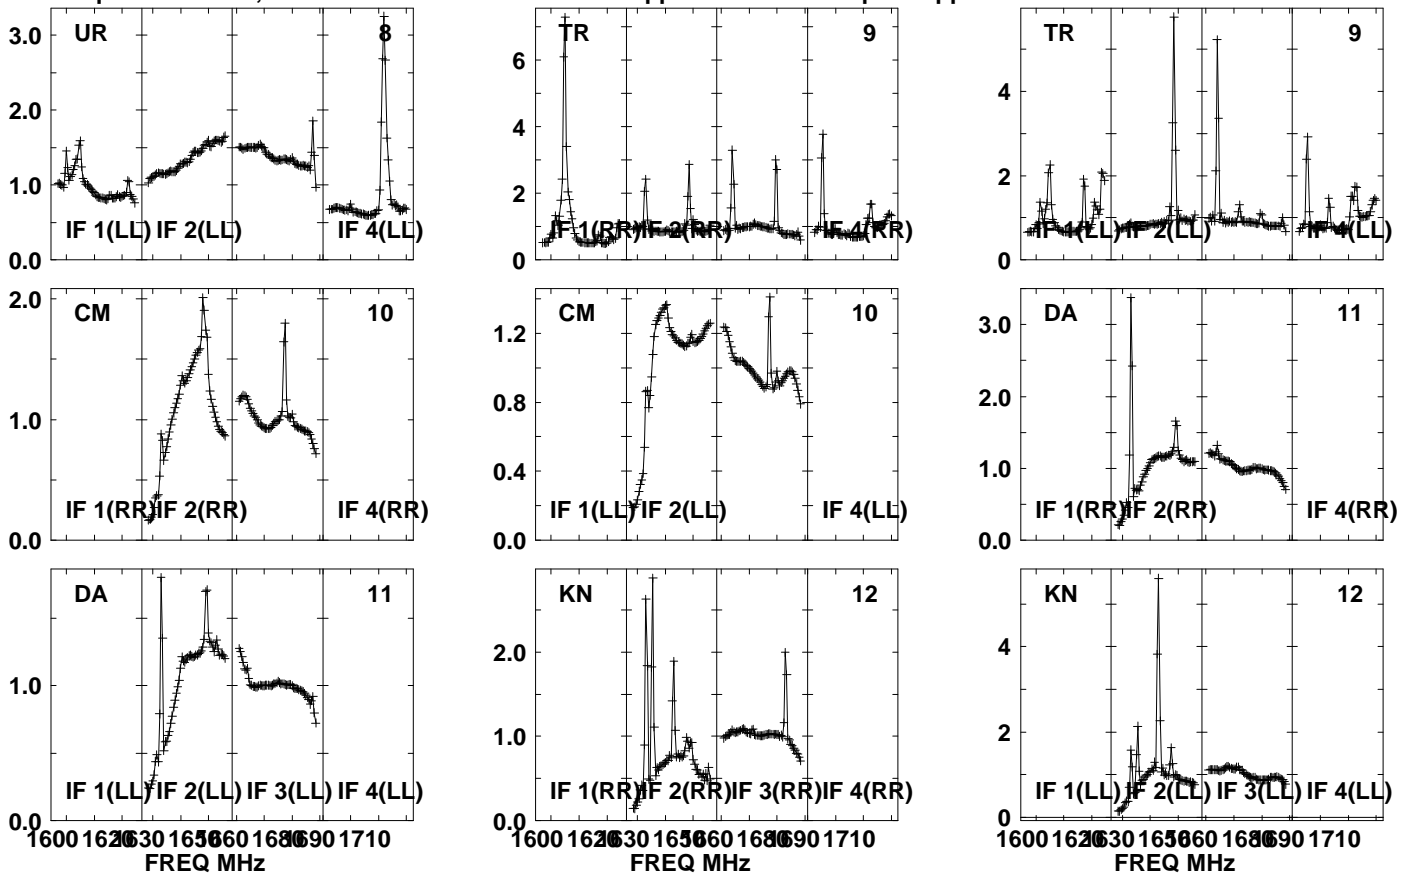 UR 8 TR 9 TR 9
3.0
2.0
1.0
0.0
6
4
2
0
4
2
0
IF 1(LL) IF 2(LL) IF 4(LL)
IF 1(RR) IF 2(RR) IF 4(RR)
IF 1(LL) IF 2(LL) IF 4(LL)
CM 10 CM 10 DA 11
2.0
1.0
0.0
1.2
0.8
0.4
0.0
3.0
2.0
1.0
0.0
IF 1(RR) IF 2(RR) IF 4(RR)
IF 1(LL) IF 2(LL) IF 4(LL)
IF 1(RR) IF 2(RR) IF 4(RR)
DA 11 KN 12 KN 12
1.0
0.0
2.0
1.0
0.0
4
2
0
IF 1(LL) IF 2(LL) IF 3(LL) IF 4(LL)
IF 1(RR) IF 2(RR) IF 3(RR) IF 4(RR)
IF 1(LL) IF 2(LL) IF 3(LL) IF 4(LL)
1600 1620 1630 1650 1660 1680 1690 1710
1600 1620 1630 1650 1660 1680 1690 1710
1600 1620 1630 1650 1660 1680 1690 1710
FREQ MHz FREQ MHz